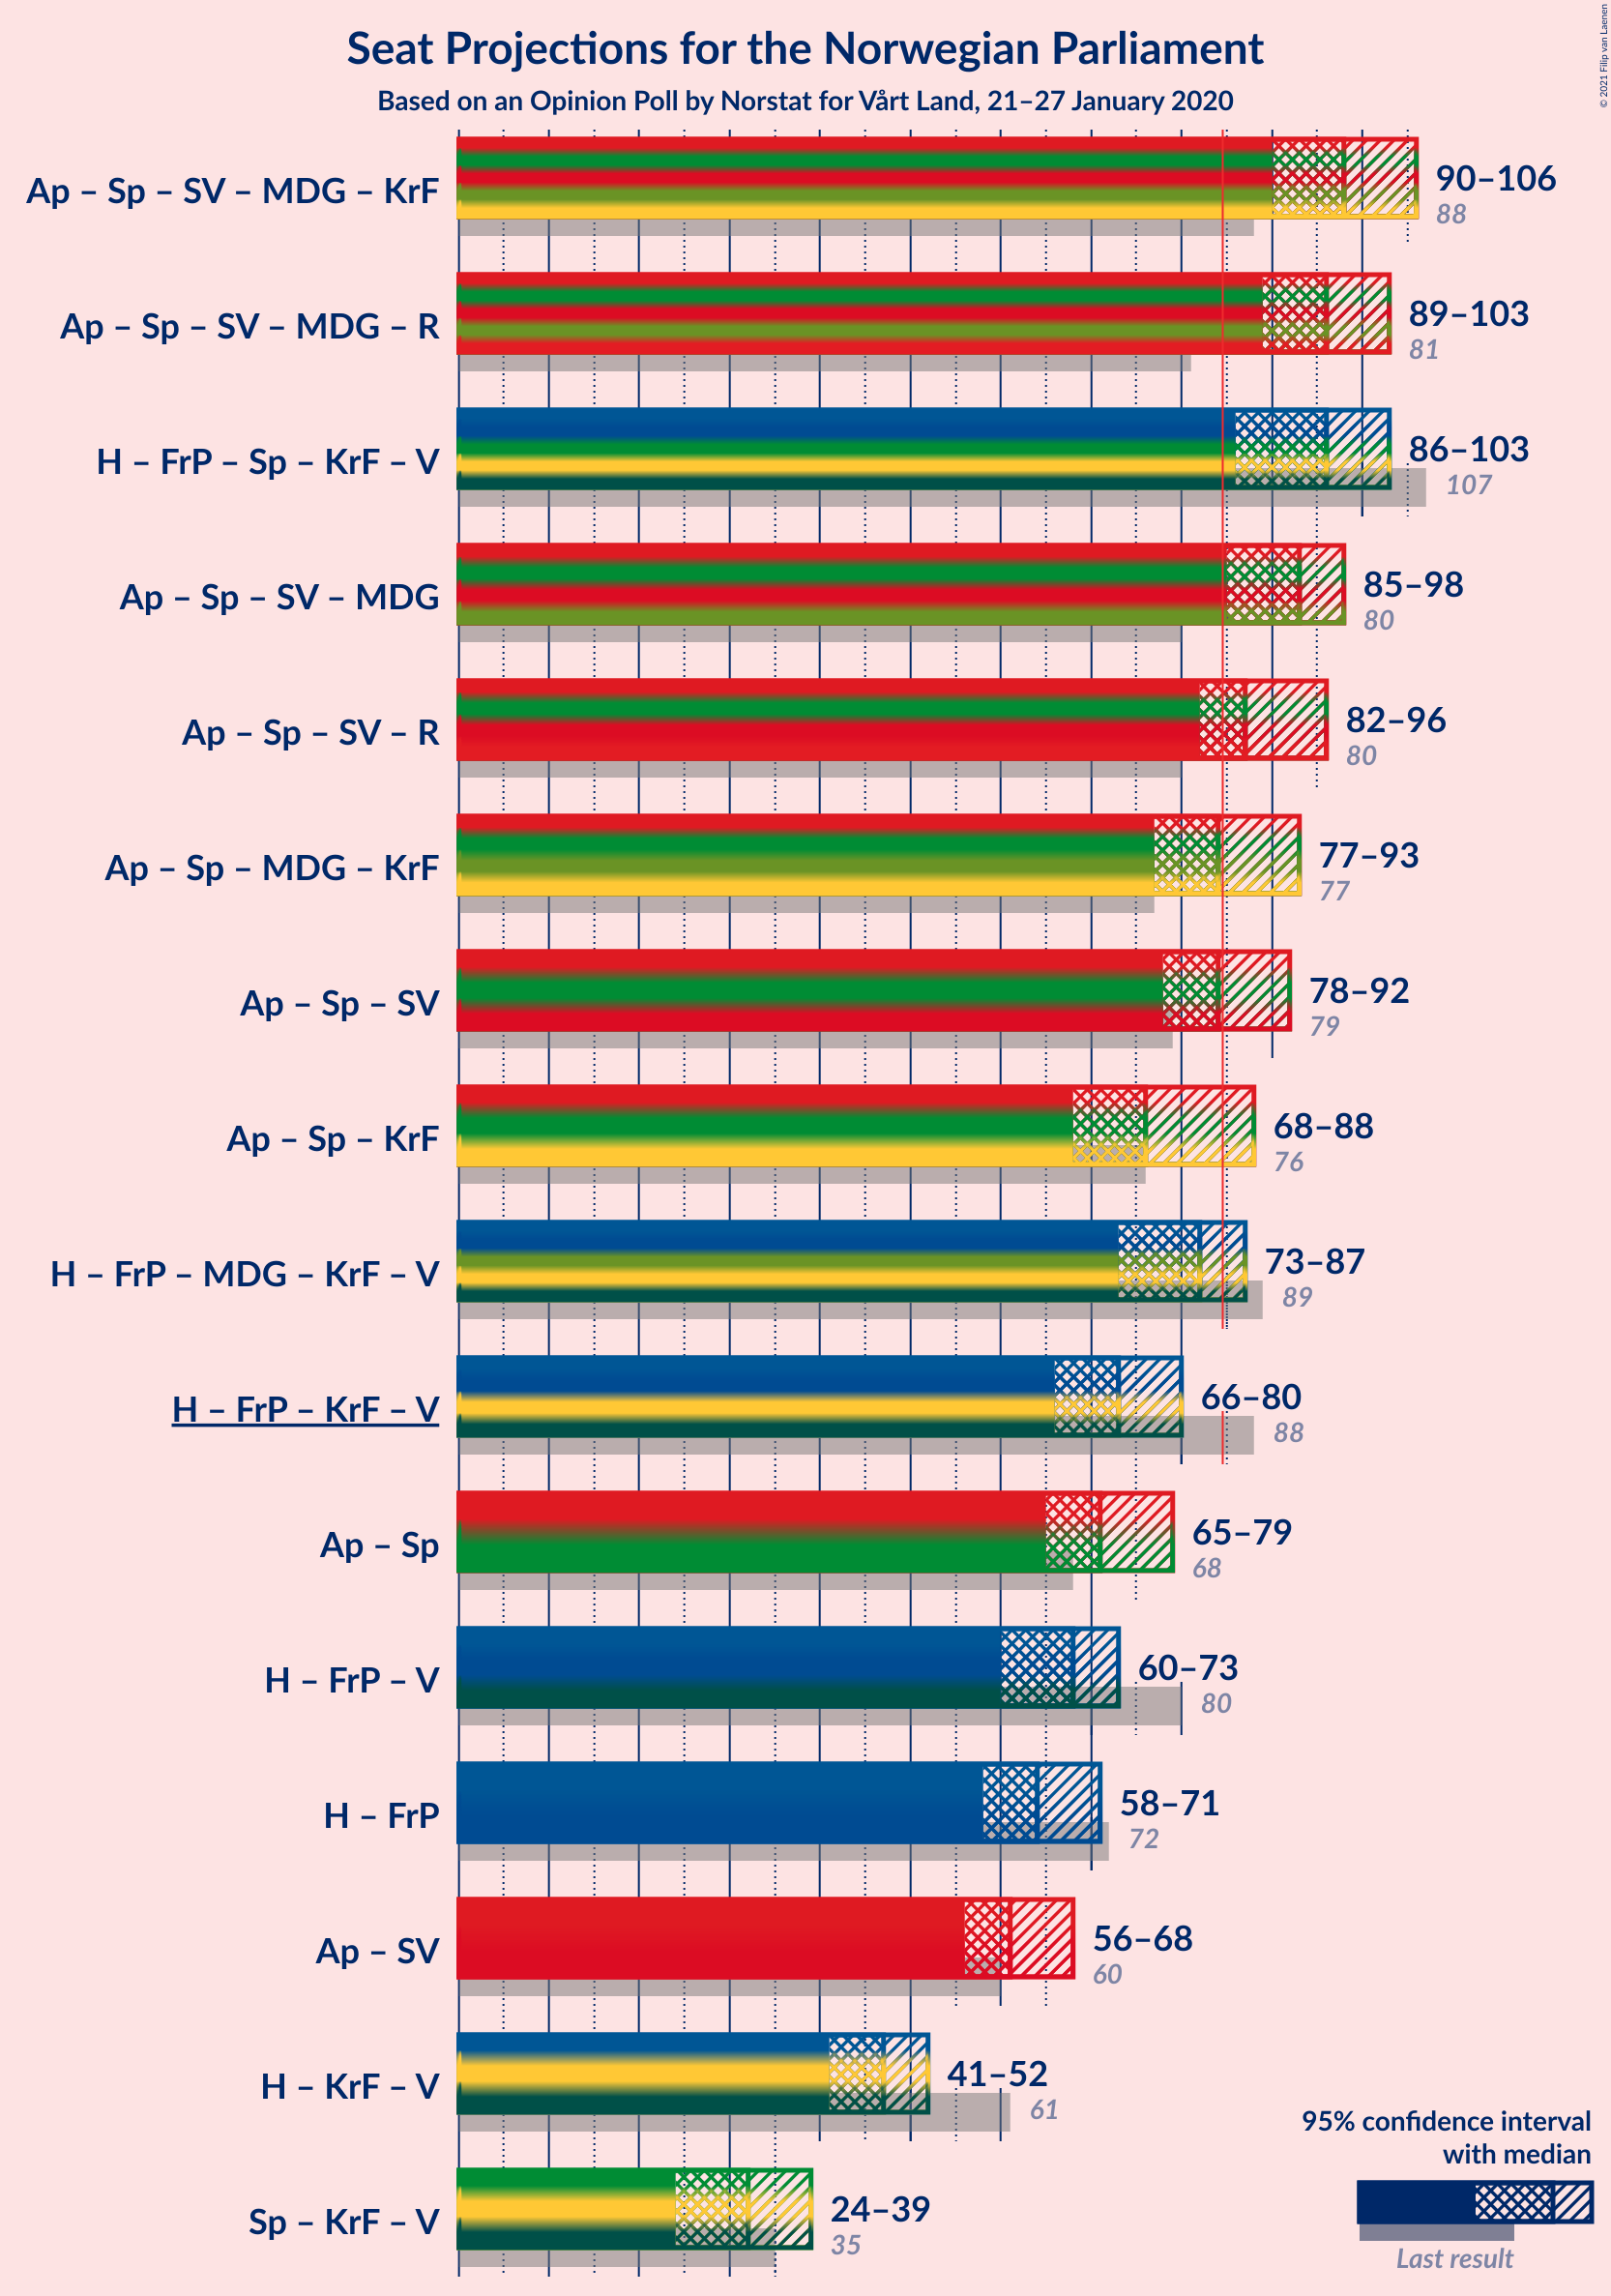 Seat Projections for the Norwegian Parliament
Based on an Opinion Poll by Norstat for Vårt Land, 21–27 January 2020
© 2021 Filip van Laenen
Ap – Sp – SV – MDG – KrF
90–106
88
Ap – Sp – SV – MDG – R
89–103
81
H – FrP – Sp – KrF – V
86–103
107
Ap – Sp – SV – MDG
85–98
80
Ap – Sp – SV – R
82–96
80
Ap – Sp – MDG – KrF
77–93
77
Ap – Sp – SV
78–92
79
Ap – Sp – KrF
68–88
76
H – FrP – MDG – KrF – V
73–87
89
H – FrP – KrF – V
66–80
88
Ap – Sp
65–79
68
H – FrP – V
60–73
80
H – FrP
58–71
72
Ap – SV
56–68
60
H – KrF – V
41–52
61
Sp – KrF – V
24–39
35
95% confidence interval
with median
Last result